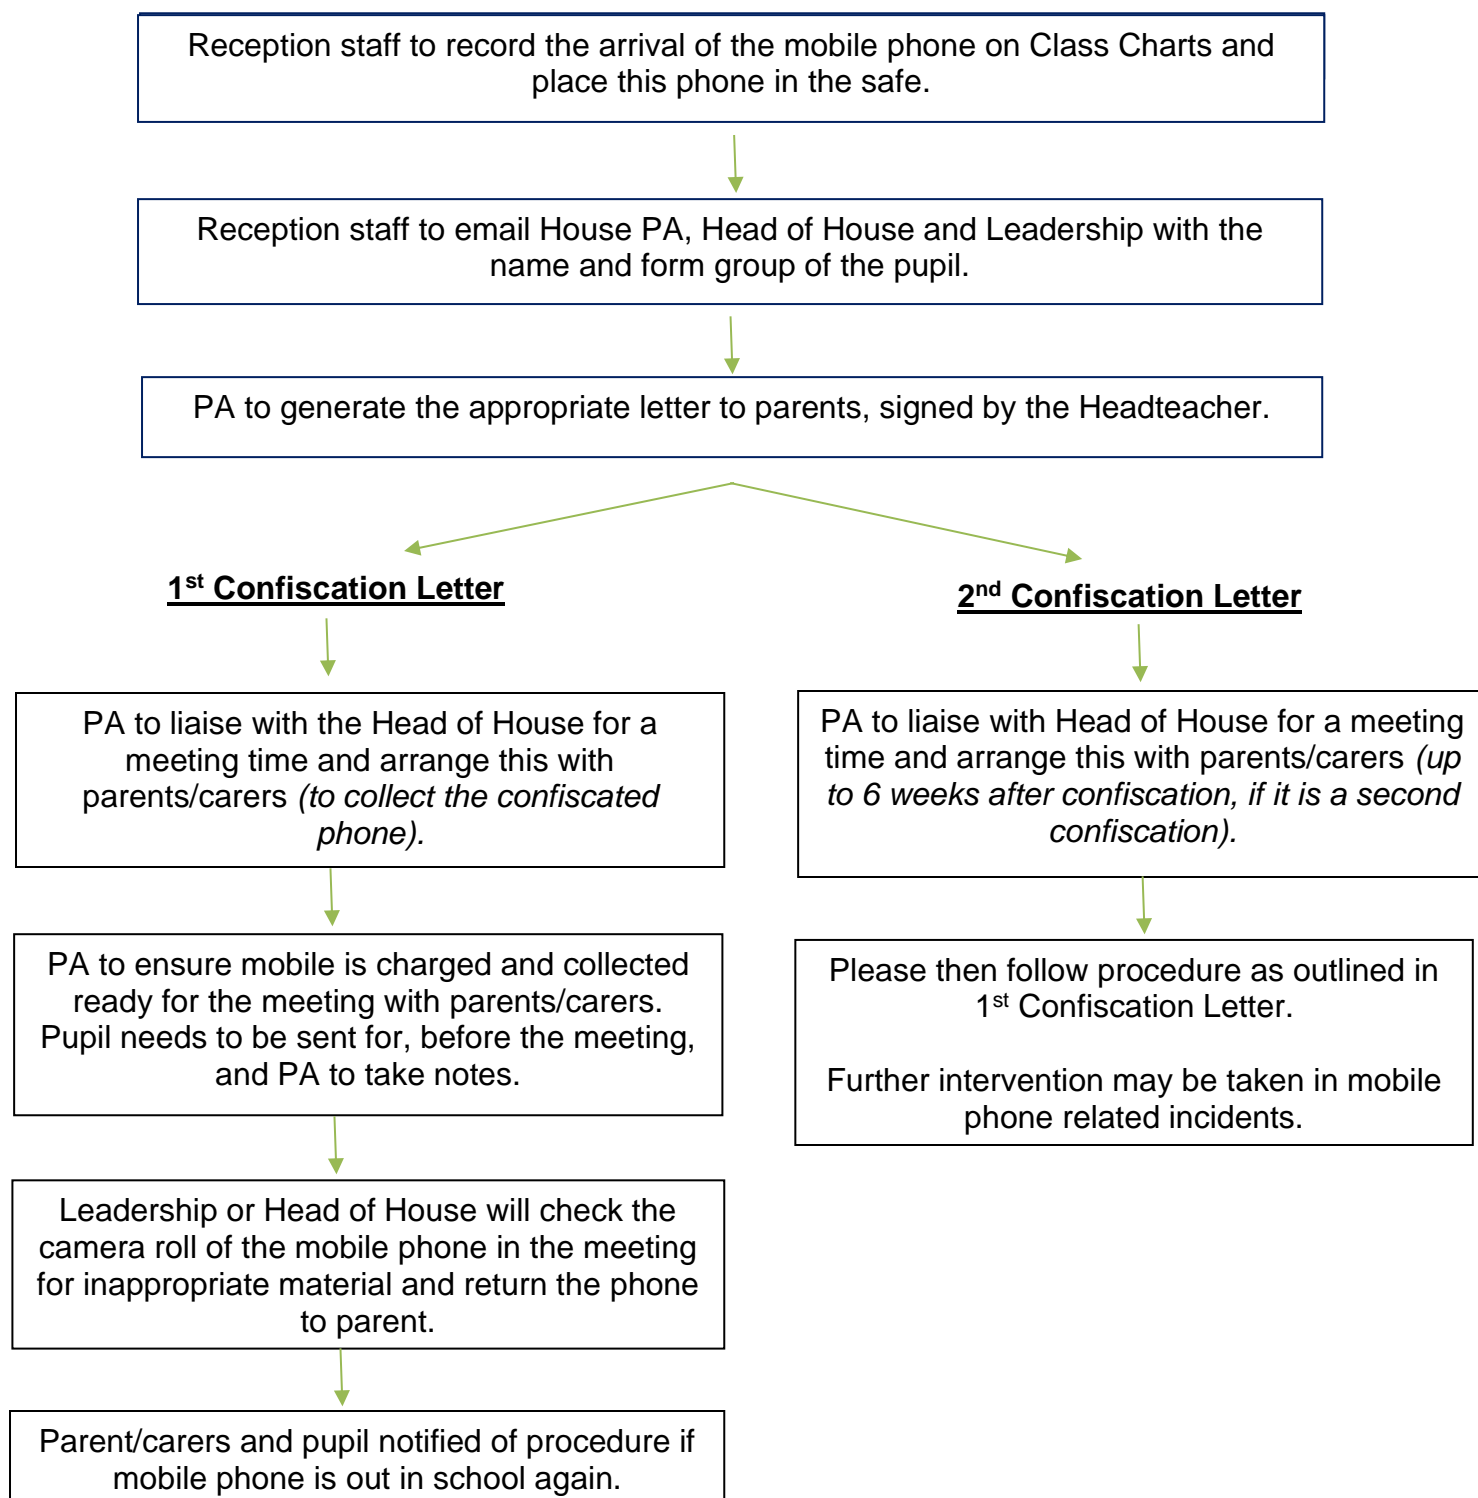 Reception staff to record the arrival of the mobile phone on Class Charts and
place this phone in the safe.
Reception staff to email House PA, Head of House and Leadership with the
name and form group of the pupil.
PA to generate the appropriate letter to parents, signed by the Headteacher.
1st Confiscation Letter
PA to liaise with the Head of House for a
meeting time and arrange this with
parents/carers (to collect the confiscated
phone).
PA to ensure mobile is charged and collected
ready for the meeting with parents/carers.
Pupil needs to be sent for, before the meeting,
and PA to take notes.
Leadership or Head of House will check the
camera roll of the mobile phone in the meeting
for inappropriate material and return the phone
to parent.
Parent/carers and pupil notified of procedure if
mobile phone is out in school again.
2nd Confiscation Letter
PA to liaise with Head of House for a meeting
time and arrange this with parents/carers (up
to 6 weeks after confiscation, if it is a second
confiscation).
Please then follow procedure as outlined in
1st Confiscation Letter.
Further intervention may be taken in mobile
phone related incidents.